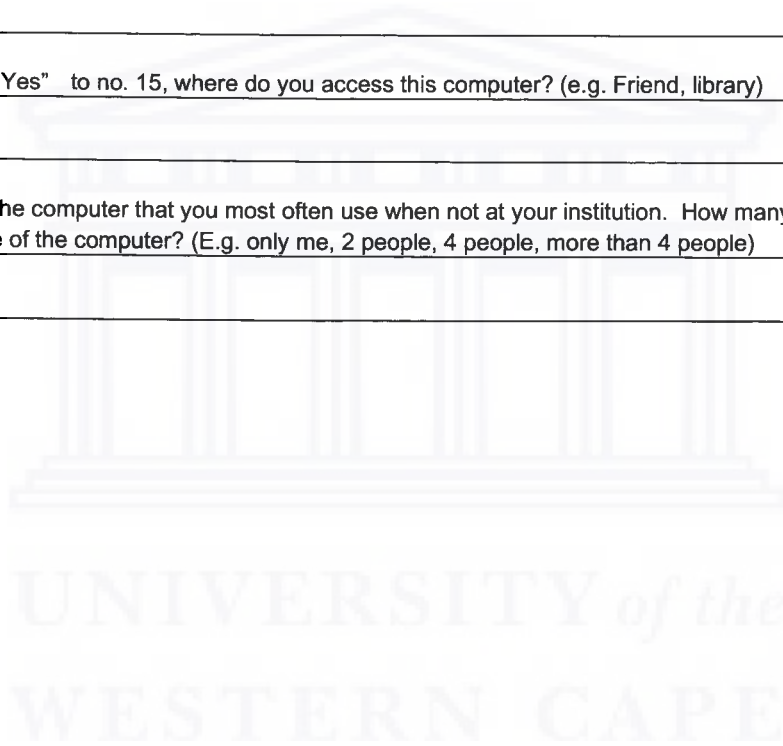 Yes" to no. 15, where do you access this computer? (e.g. Friend, library)
he computer that you most often use when not at your institution. How many
of the computer? (E.g. only me, 2 people, 4 people, more than 4 people)
UNIVERSITY of the
WESTERN CAPE